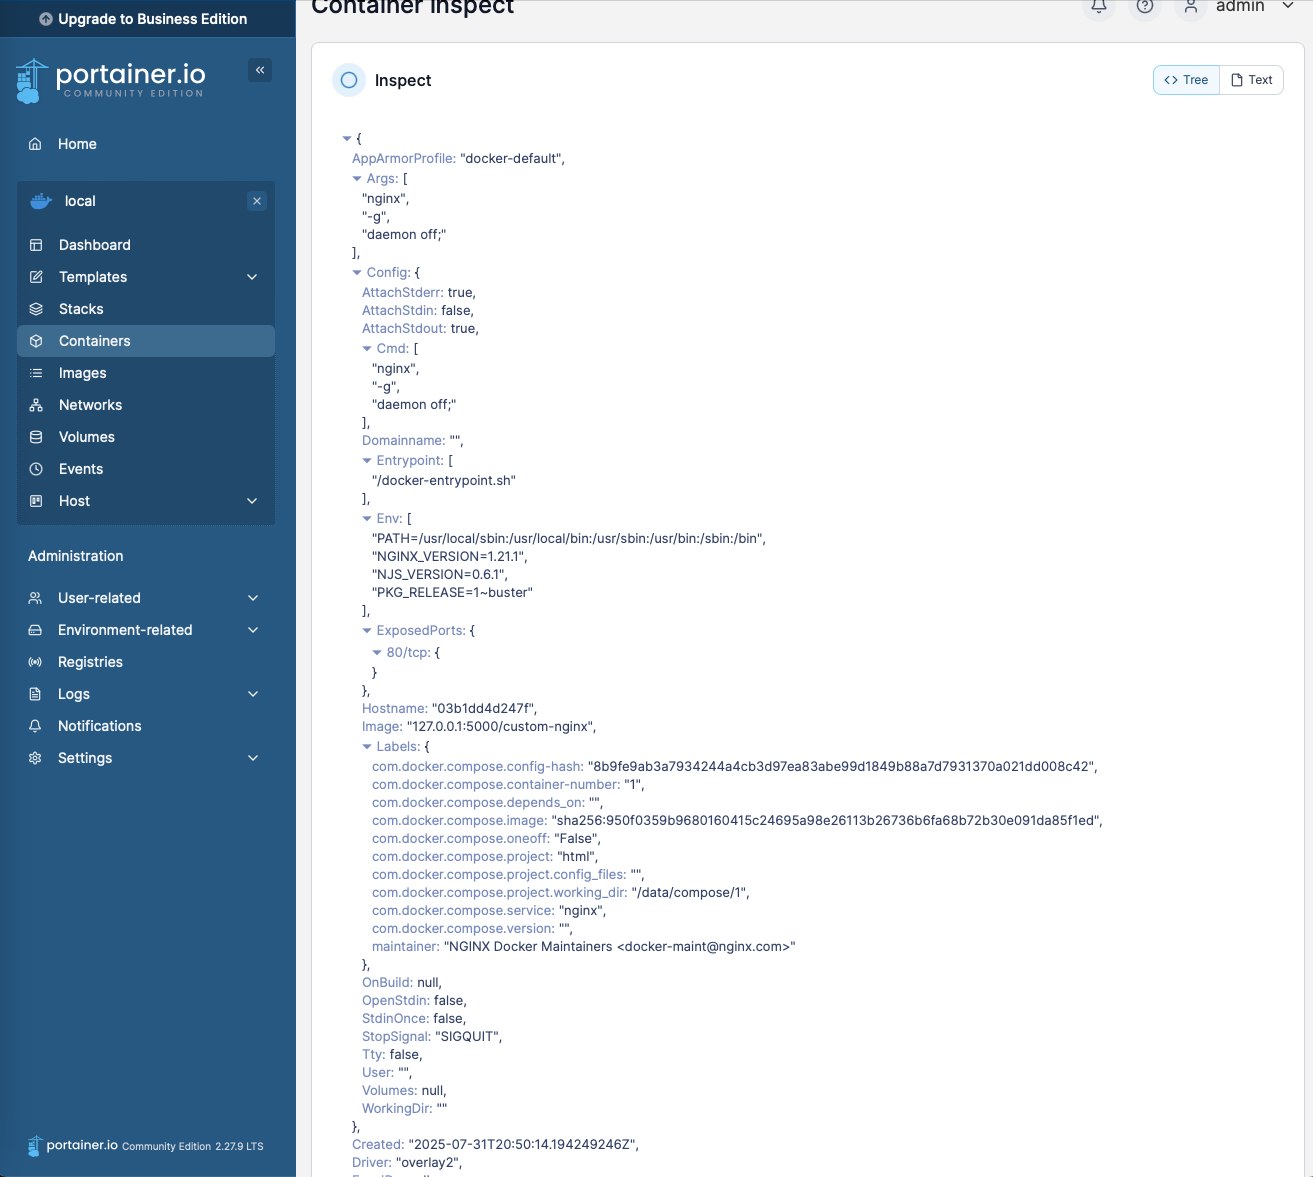 Upgrade to Business Edition
portainer.io
COMMUNITY EDITION
Home
local
Dashboard
Templates
Stacks
Containers
Images
Networks
Volumes
Events
Host
Administration
User-related
Environment-related
Registries
Logs
Notifications
Settings
portainer.io Community Edition 2.27.9 LTS
Container inspect
admin
Inspect
Tree
Text
{
AppArmorProfile: "docker-default",
Args: [
"nginx",
"-g",
"daemon off;"
],
Config: {
AttachStderr: true,
AttachStdin: false,
AttachStdout: true,
Cmd: [
"nginx",
"-g",
"daemon off;"
],
Domainname: "",
Entrypoint: [
"/docker-entrypoint.sh"
],
Env: [
"PATH=/usr/local/sbin:/usr/local/bin:/usr/sbin:/usr/bin:/sbin:/bin",
"NGINX_VERSION=1.21.1",
"NJS_VERSION=0.6.1",
"PKG_RELEASE=1~buster"
],
ExposedPorts: {
80/tcp: {
}
},
Hostname: "03b1dd4d247f",
Image: "127.0.0.1:5000/custom-nginx",
Labels: {
com.docker.compose.config-hash: "8b9fe9ab3a7934244a4cb3d97ea83abe99d1849b88a7d7931370a021dd008c42",
com.docker.compose.container-number: "1",
com.docker.compose.depends_on: "",
com.docker.compose.image: "sha256:950f0359b9680160415c24695a98e26113b26736b6fa68b72b30e091da85f1ed",
com.docker.compose.oneoff: "False",
com.docker.compose.project: "html",
com.docker.compose.project.config_files: "",
com.docker.compose.project.working_dir: "/data/compose/1",
com.docker.compose.service: "nginx",
com.docker.compose.version: "",
maintainer: "NGINX Docker Maintainers <docker-maint@nginx.com>"
},
OnBuild: null,
OpenStdin: false,
StdinOnce: false,
StopSignal: "SIGQUIT",
Tty: false,
User: "",
Volumes: null,
WorkingDir: ""
},
Created: "2025-07-31T20:50:14.194249246Z",
Driver: "overlay2",